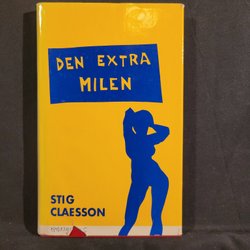 DEN EXTRA
MILEN
STIG
CLAESSON